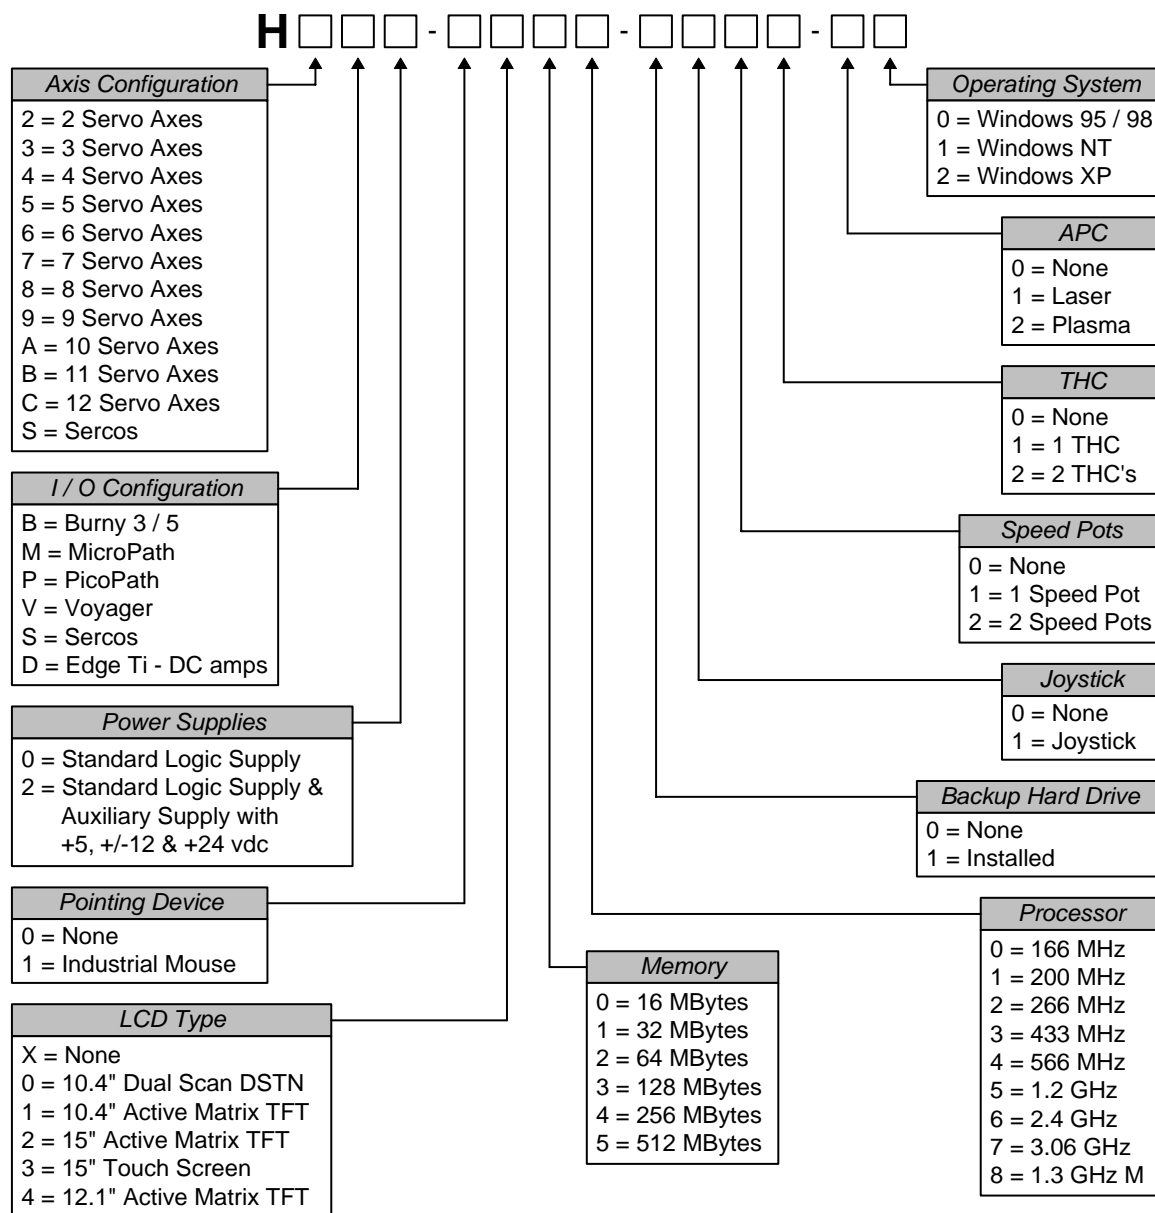 H - - -
Axis Configuration
2 = 2 Servo Axes
3 = 3 Servo Axes
4 = 4 Servo Axes
5 = 5 Servo Axes
6 = 6 Servo Axes
7 = 7 Servo Axes
8 = 8 Servo Axes
9 = 9 Servo Axes
A = 10 Servo Axes
B = 11 Servo Axes
C = 12 Servo Axes
S = Sercos
I / O Configuration
B = Burny 3 / 5
M = MicroPath
P = PicoPath
V = Voyager
S = Sercos
D = Edge Ti - DC amps
Power Supplies
0 = Standard Logic Supply
2 = Standard Logic Supply &
Auxiliary Supply with
+5, +/-12 & +24 vdc
Pointing Device
0 = None
1 = Industrial Mouse
LCD Type
X = None
0 = 10.4" Dual Scan DSTN
1 = 10.4" Active Matrix TFT
2 = 15" Active Matrix TFT
3 = 15" Touch Screen
4 = 12.1" Active Matrix TFT
Memory
0 = 16 MBytes
1 = 32 MBytes
2 = 64 MBytes
3 = 128 MBytes
4 = 256 MBytes
5 = 512 MBytes
Operating System
0 = Windows 95 / 98
1 = Windows NT
2 = Windows XP
APC
0 = None
1 = Laser
2 = Plasma
THC
0 = None
1 = 1 THC
2 = 2 THC's
Speed Pots
0 = None
1 = 1 Speed Pot
2 = 2 Speed Pots
Joystick
0 = None
1 = Joystick
Backup Hard Drive
0 = None
1 = Installed
Processor
0 = 166 MHz
1 = 200 MHz
2 = 266 MHz
3 = 433 MHz
4 = 566 MHz
5 = 1.2 GHz
6 = 2.4 GHz
7 = 3.06 GHz
8 = 1.3 GHz M